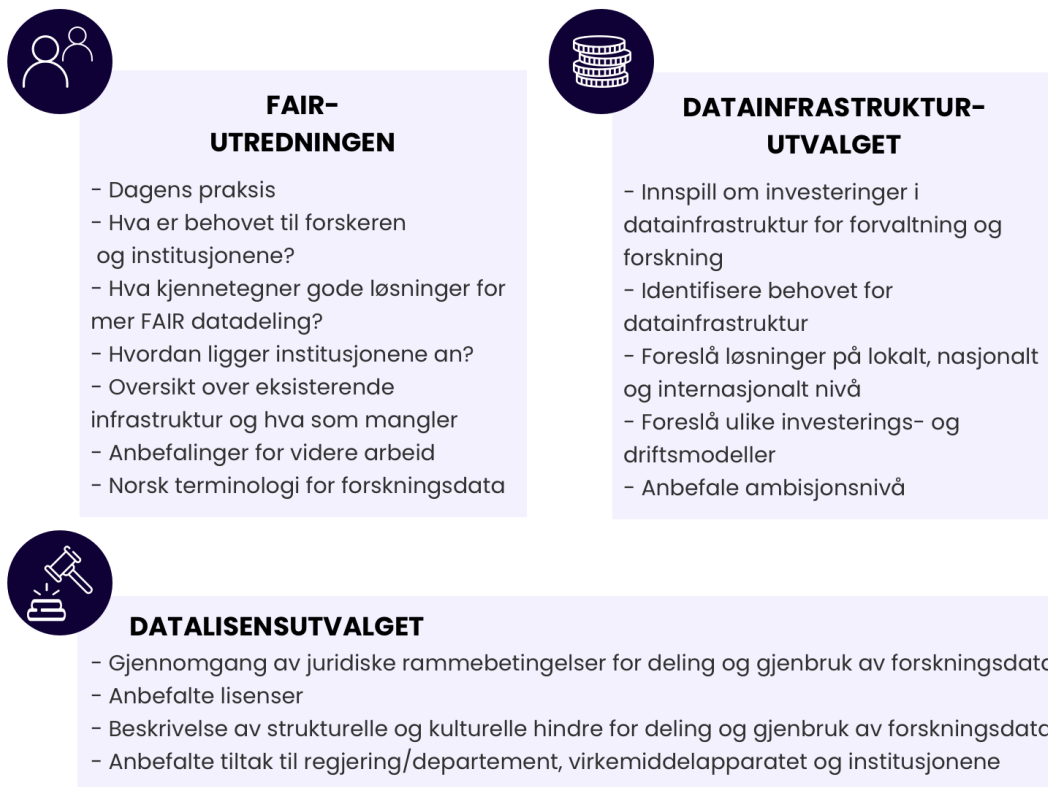 FAIR-
UTREDNINGEN
- Dagens praksis
- Hva er behovet til forskeren
og institusjonene?
- Hva kjennetegner gode løsninger for
mer FAIR datadeling?
- Hvordan ligger institusjonene an?
- Oversikt over eksisterende
infrastruktur og hva som mangler
- Anbefalinger for videre arbeid
- Norsk terminologi for forskningsdata
DATAINFRASTRUKTUR-
UTVALGET
- Innspill om investeringer i
datainfrastruktur for forvaltning og
forskning
- Identifisere behovet for
datainfrastruktur
- Foreslå løsninger på lokalt, nasjonalt
og internasjonalt nivå
- Foreslå ulike investerings- og
driftsmodeller
- Anbefale ambisjonsnivå
DATALISENSUTVALGET
- Gjennomgang av juridiske rammebetingelser for deling og gjenbruk av forskningsdata
- Anbefalte lisenser
- Beskrivelse av strukturelle og kulturelle hindre for deling og gjenbruk av forskningsdata
- Anbefalte tiltak til regjering/departement, virkemiddelapparatet og institusjonene